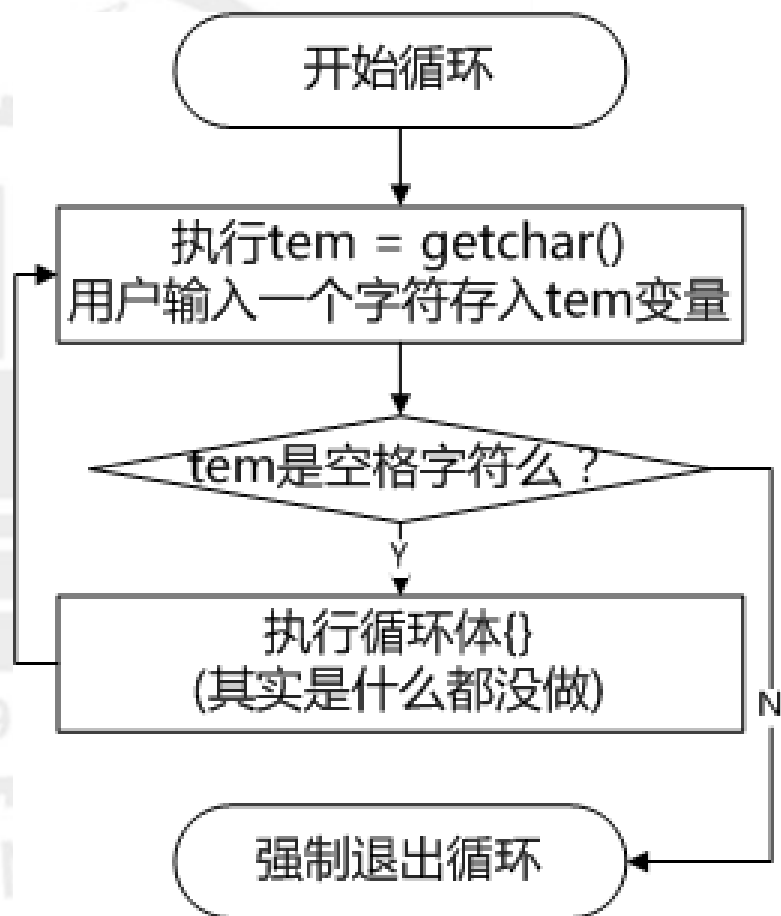 开始循环
执行tem = getchar()
用户输入一个字符存入tem变量
tem是空格字符么？
Y
执行循环体{}
(其实是什么都没做)
N
强制退出循环